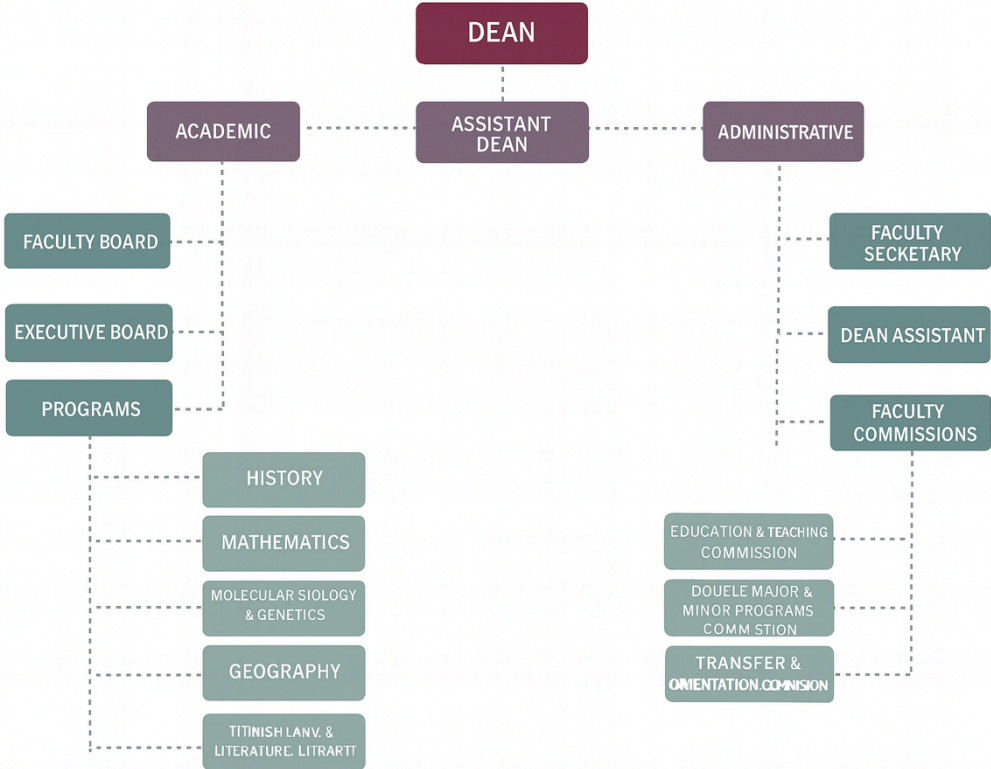 DEAN
ACADEMIC
ASSISTANT
DEAN
ADMINISTRATIVE
FACULTY BOARD
FACULTY
SECKETARY
EXECUTIVE BOARD
DEAN ASSISTANT
PROGRAMS
FACULTY
COMMISSIONS
HISTORY
MATHEMATICS
MOLECULAR SIOLOGY
& GENETICS
GEOGRAPHY
TITINISH LANV. &
LITERATURE. LITRARTT
EDUCATION & TEACHING
COMMISSION
DOUELE MAJOR &
MINOR PROGRAMS
COMM STION
TRANSFER &